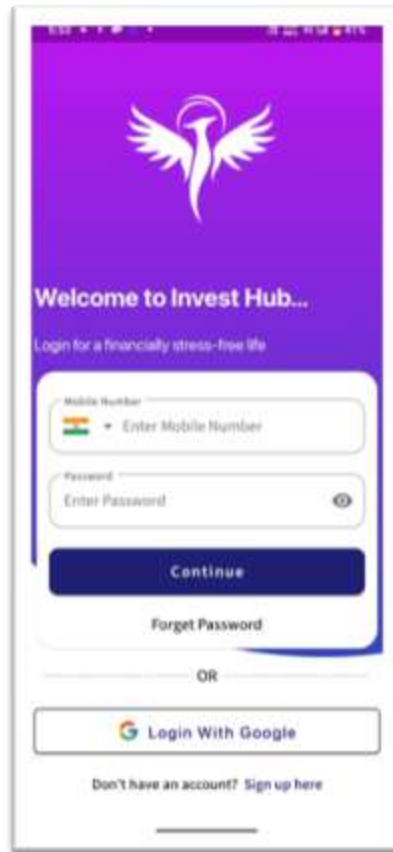 Welcome to Invest Hub...
Login for a financially stress-free life
Mobile Number
Enter Mobile Number
Password
Enter Password
Continue
Forget Password
OR
G Login With Google
Don't have an account? Sign up here